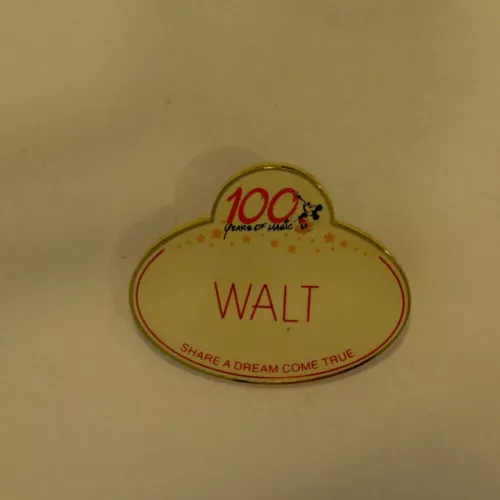 100
YEARS OF MAGIC
WALT
SHARE A DREAM COME TRUE